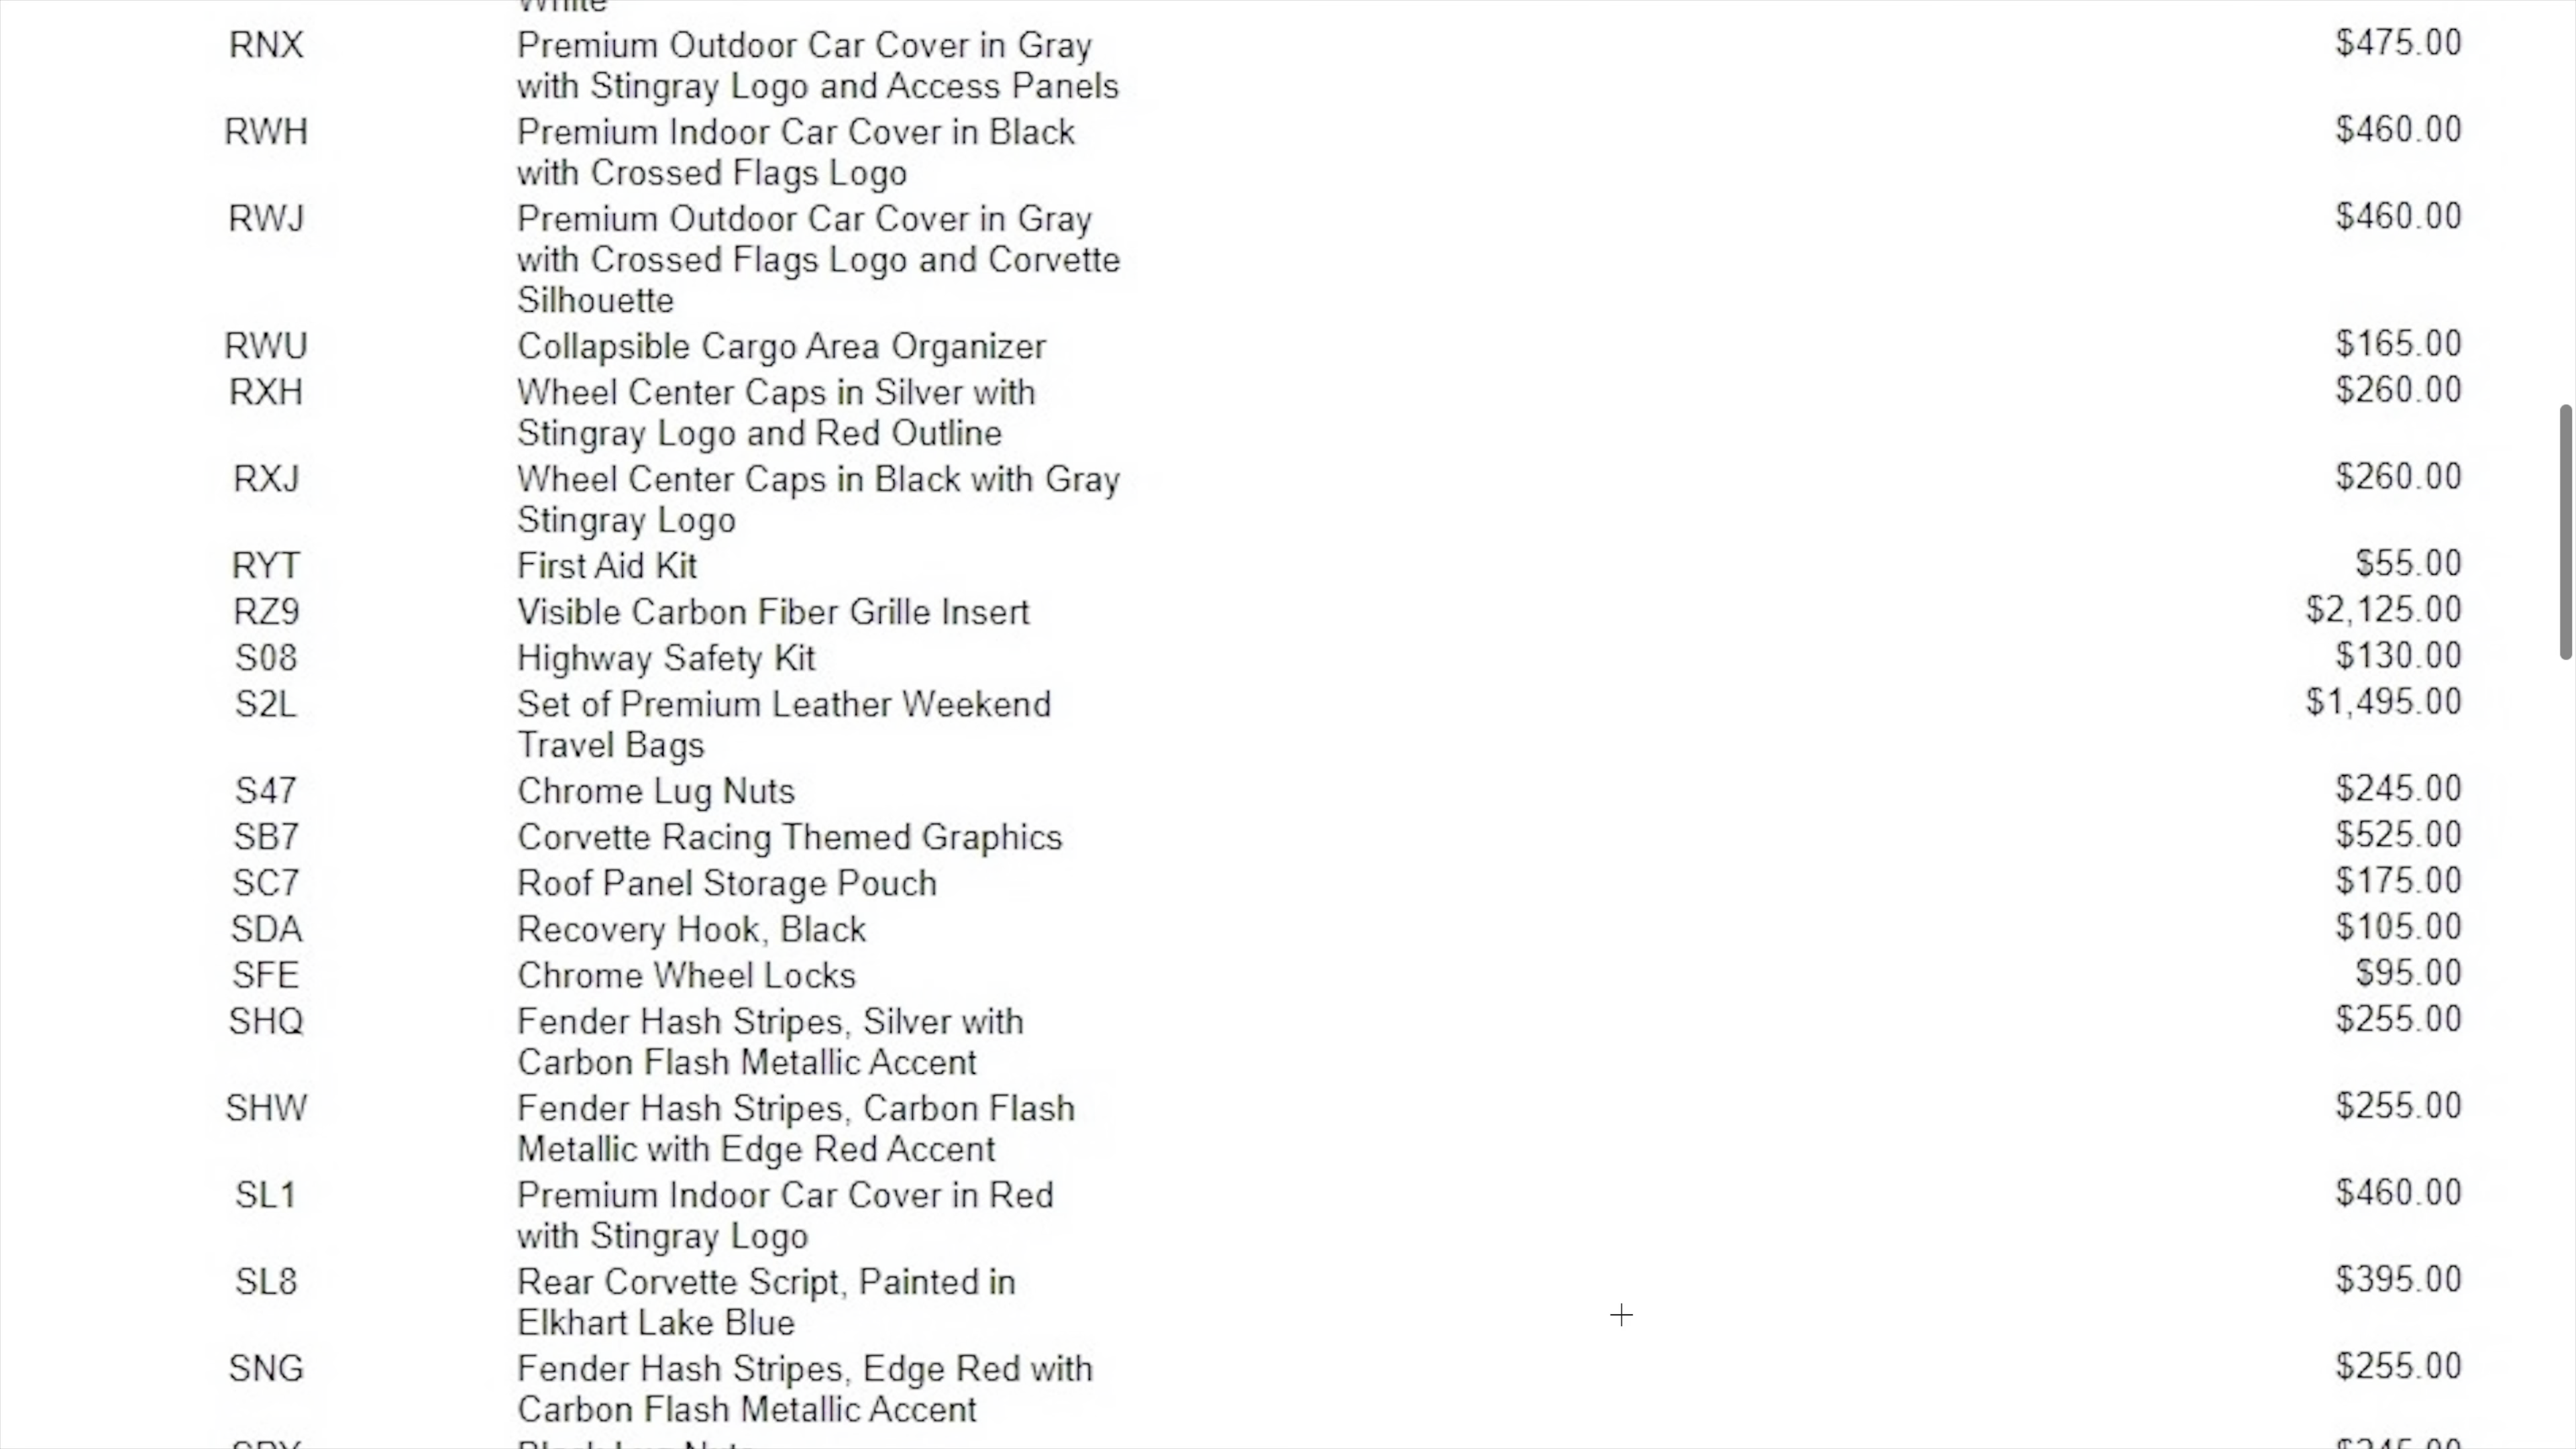 RNX Premium Outdoor Car Cover in Gray $475.00
with Stingray Logo and Access Panels
RWH Premium Indoor Car Cover in Black $460.00
with Crossed Flags Logo
RWJ Premium Outdoor Car Cover in Gray $460.00
with Crossed Flags Logo and Corvette
Silhouette
RWU Collapsible Cargo Area Organizer $165.00
RXH Wheel Center Caps in Silver with $260.00
Stingray Logo and Red Outline
RXJ Wheel Center Caps in Black with Gray $260.00
Stingray Logo
RYT First Aid Kit $55.00
RZ9 Visible Carbon Fiber Grille Insert $2,125.00
S08 Highway Safety Kit $130.00
S2L Set of Premium Leather Weekend $1,495.00
Travel Bags
S47 Chrome Lug Nuts $245.00
SB7 Corvette Racing Themed Graphics $525.00
SC7 Roof Panel Storage Pouch $175.00
SDA Recovery Hook, Black $105.00
SFE Chrome Wheel Locks $95.00
SHQ Fender Hash Stripes, Silver with $255.00
Carbon Flash Metallic Accent
SHW Fender Hash Stripes, Carbon Flash $255.00
Metallic with Edge Red Accent
SL1 Premium Indoor Car Cover in Red $460.00
with Stingray Logo
SL8 Rear Corvette Script, Painted in $395.00
Elkhart Lake Blue
SNG Fender Hash Stripes, Edge Red with $255.00
Carbon Flash Metallic Accent